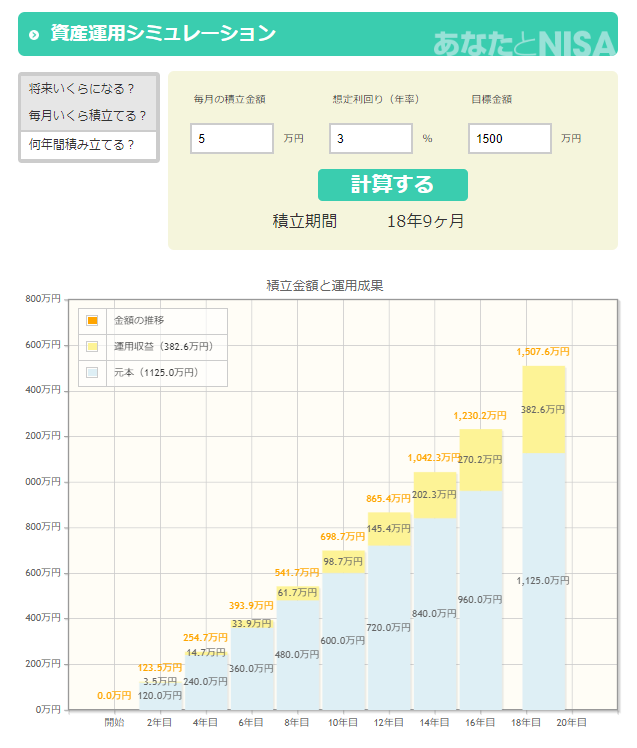 資産運用シミュレーション
あなたとNISA
将来いくらになる？
毎月いくら積立てる？
何年間積み立てる？
毎月の積立金額
想定利回り（年率）
目標金額
5 万円
3 %
1500 万円
計算する
積立期間 18年9ヶ月
積立金額と運用成果
金額の推移
運用収益（382.6万円）
元本（1125.0万円）
800万円
600万円
400万円
200万円
000万円
800万円
600万円
400万円
200万円
0万円
0.0万円
123.5万円
3.5万円
120.0万円
254.7万円
14.7万円
240.0万円
393.9万円
33.9万円
360.0万円
541.7万円
61.7万円
480.0万円
698.7万円
98.7万円
600.0万円
865.4万円
145.4万円
720.0万円
1,042.3万円
202.3万円
840.0万円
1,230.2万円
270.2万円
960.0万円
1,507.6万円
382.6万円
1,125.0万円
開始 2年目 4年目 6年目 8年目 10年目 12年目 14年目 16年目 18年目 20年目